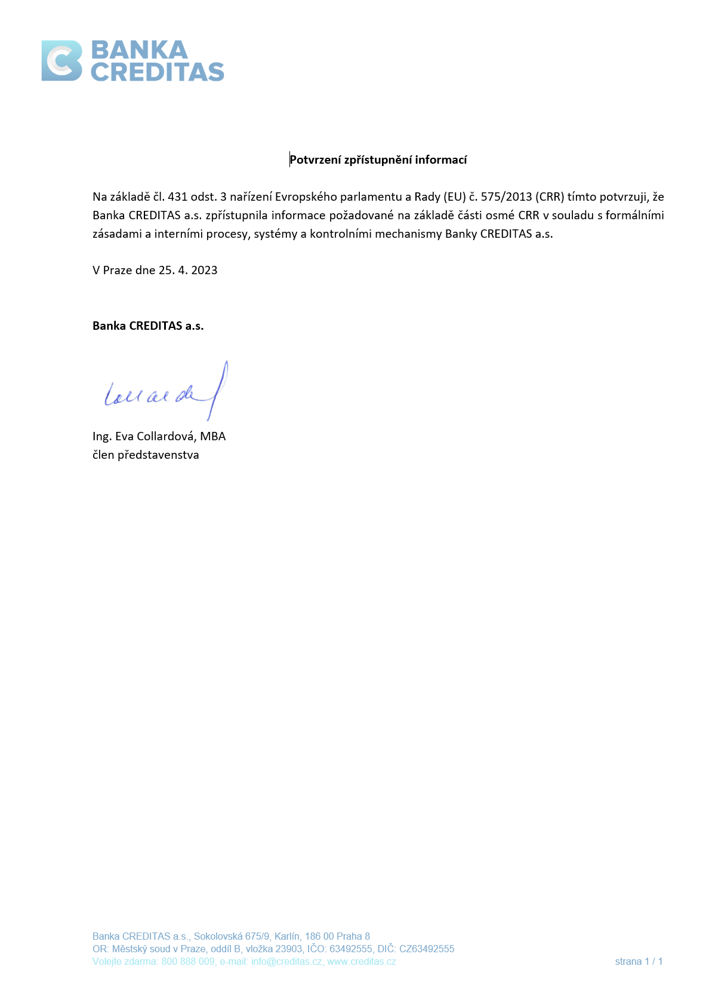 BANKA
CREDITAS
Potvrzení zpřístupnění informací
Na základě čl. 431 odst. 3 nařízení Evropského parlamentu a Rady (EU) č. 575/2013 (CRR) tímto potvrzuji, že
Banka CREDITAS a.s. zpřístupnila informace požadované na základě části osmé CRR v souladu s formálními
zásadami a interními procesy, systémy a kontrolními mechanismy Banky CREDITAS a.s.
V Praze dne 25. 4. 2023
Banka CREDITAS a.s.
Ing. Eva Collardová, MBA
člen představenstva
Banka CREDITAS a.s., Sokolovská 675/9, Karlín, 186 00 Praha 8
OR: Městský soud v Praze, oddíl B, vložka 23903, IČO: 63492555, DIČ: CZ63492555
Volejte zdarma: 800 888 009, e-mail: info@creditas.cz, www.creditas.cz
strana 1 / 1